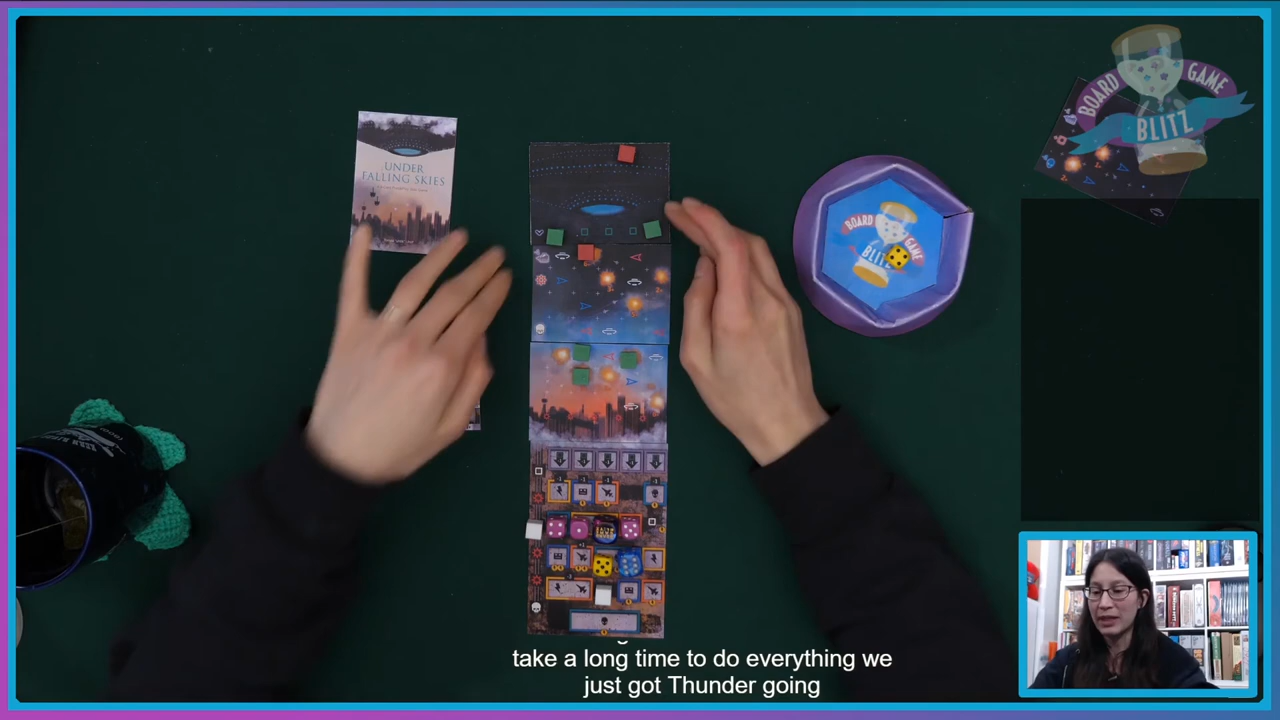 BOARD
GAME
BLITZ
UNDER
FALLING SKIES
BOARD
GAME
BLITZ
take a long time to do everything we
just got Thunder going